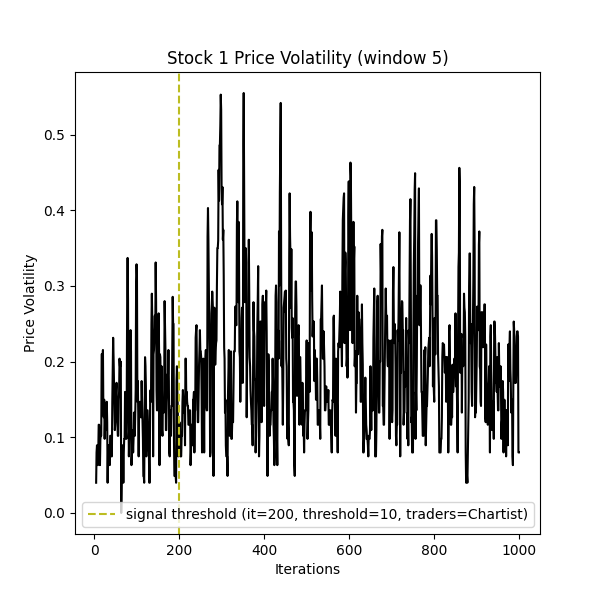 Stock 1 Price Volatility (window 5)
Price Volatility
0.5
0.4
0.3
0.2
0.1
0.0
signal threshold (it=200, threshold=10, traders=Chartist)
0 200 400 600 800 1000
Iterations